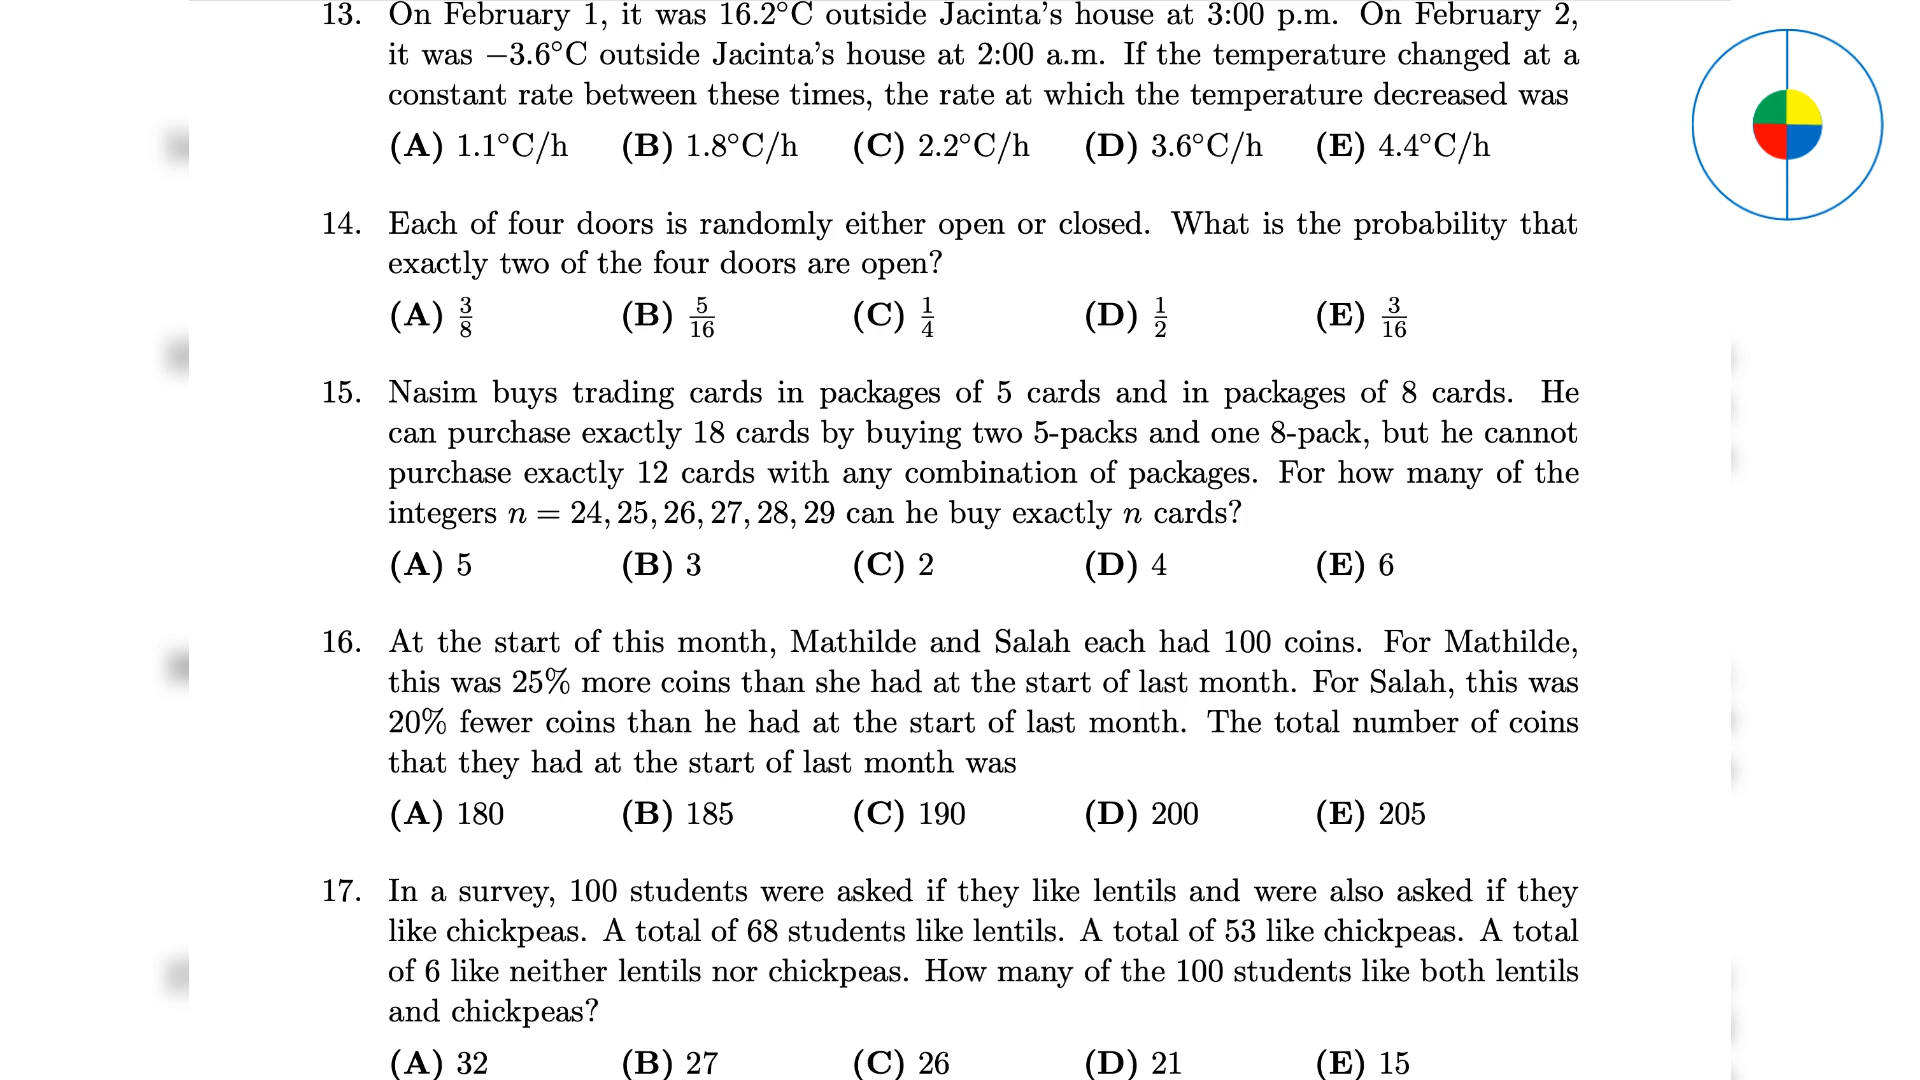 13. On February 1, it was 16.2°C outside Jacinta's house at 3:00 p.m. On February 2,
it was −3.6°C outside Jacinta's house at 2:00 a.m. If the temperature changed at a
constant rate between these times, the rate at which the temperature decreased was
(A) 1.1°C/h (B) 1.8°C/h (C) 2.2°C/h (D) 3.6°C/h (E) 4.4°C/h
14. Each of four doors is randomly either open or closed. What is the probability that
exactly two of the four doors are open?
(A) 3/8 (B) 5/16 (C) 1/4 (D) 1/2 (E) 3/16
15. Nasim buys trading cards in packages of 5 cards and in packages of 8 cards. He
can purchase exactly 18 cards by buying two 5-packs and one 8-pack, but he cannot
purchase exactly 12 cards with any combination of packages. For how many of the
integers n = 24, 25, 26, 27, 28, 29 can he buy exactly n cards?
(A) 5 (B) 3 (C) 2 (D) 4 (E) 6
16. At the start of this month, Mathilde and Salah each had 100 coins. For Mathilde,
this was 25% more coins than she had at the start of last month. For Salah, this was
20% fewer coins than he had at the start of last month. The total number of coins
that they had at the start of last month was
(A) 180 (B) 185 (C) 190 (D) 200 (E) 205
17. In a survey, 100 students were asked if they like lentils and were also asked if they
like chickpeas. A total of 68 students like lentils. A total of 53 like chickpeas. A total
of 6 like neither lentils nor chickpeas. How many of the 100 students like both lentils
and chickpeas?
(A) 32 (B) 27 (C) 26 (D) 21 (E) 15